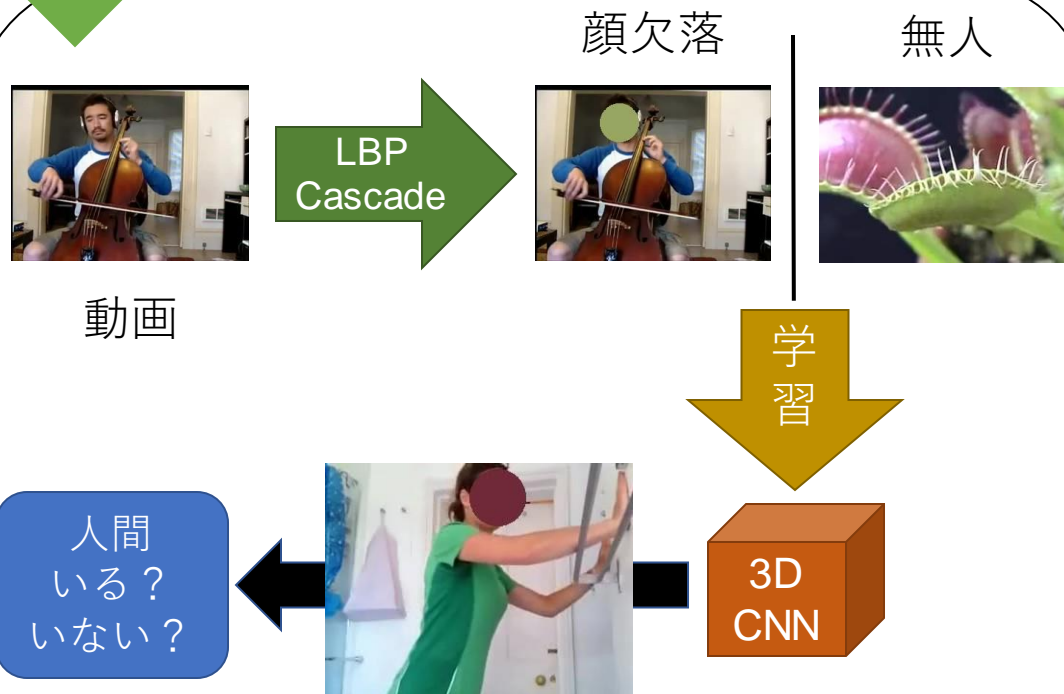 顔欠落
無人
LBP
Cascade
動画
学
習
3D
CNN
人間
いる？
いない？